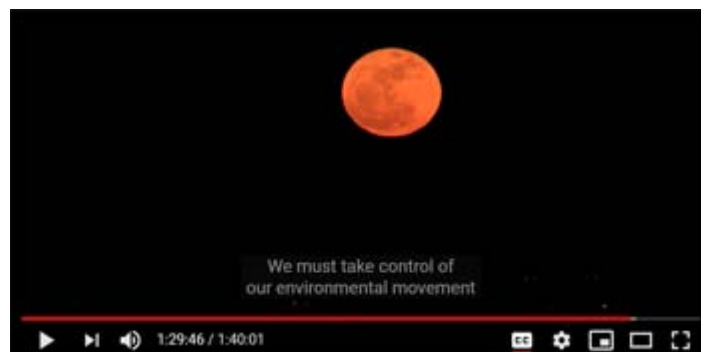 We must take control of
our environmental movement
1:29:46 / 1:40:01
CC